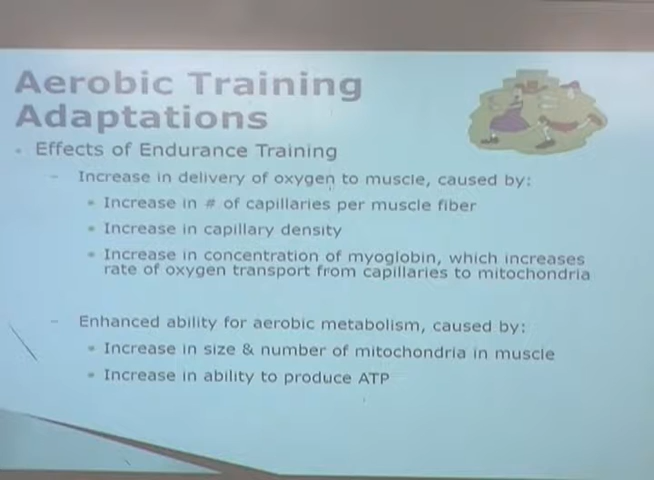 Aerobic Training
Adaptations
• Effects of Endurance Training
– Increase in delivery of oxygen to muscle, caused by:
• Increase in # of capillaries per muscle fiber
• Increase in capillary density
• Increase in concentration of myoglobin, which increases
rate of oxygen transport from capillaries to mitochondria
– Enhanced ability for aerobic metabolism, caused by:
• Increase in size & number of mitochondria in muscle
• Increase in ability to produce ATP